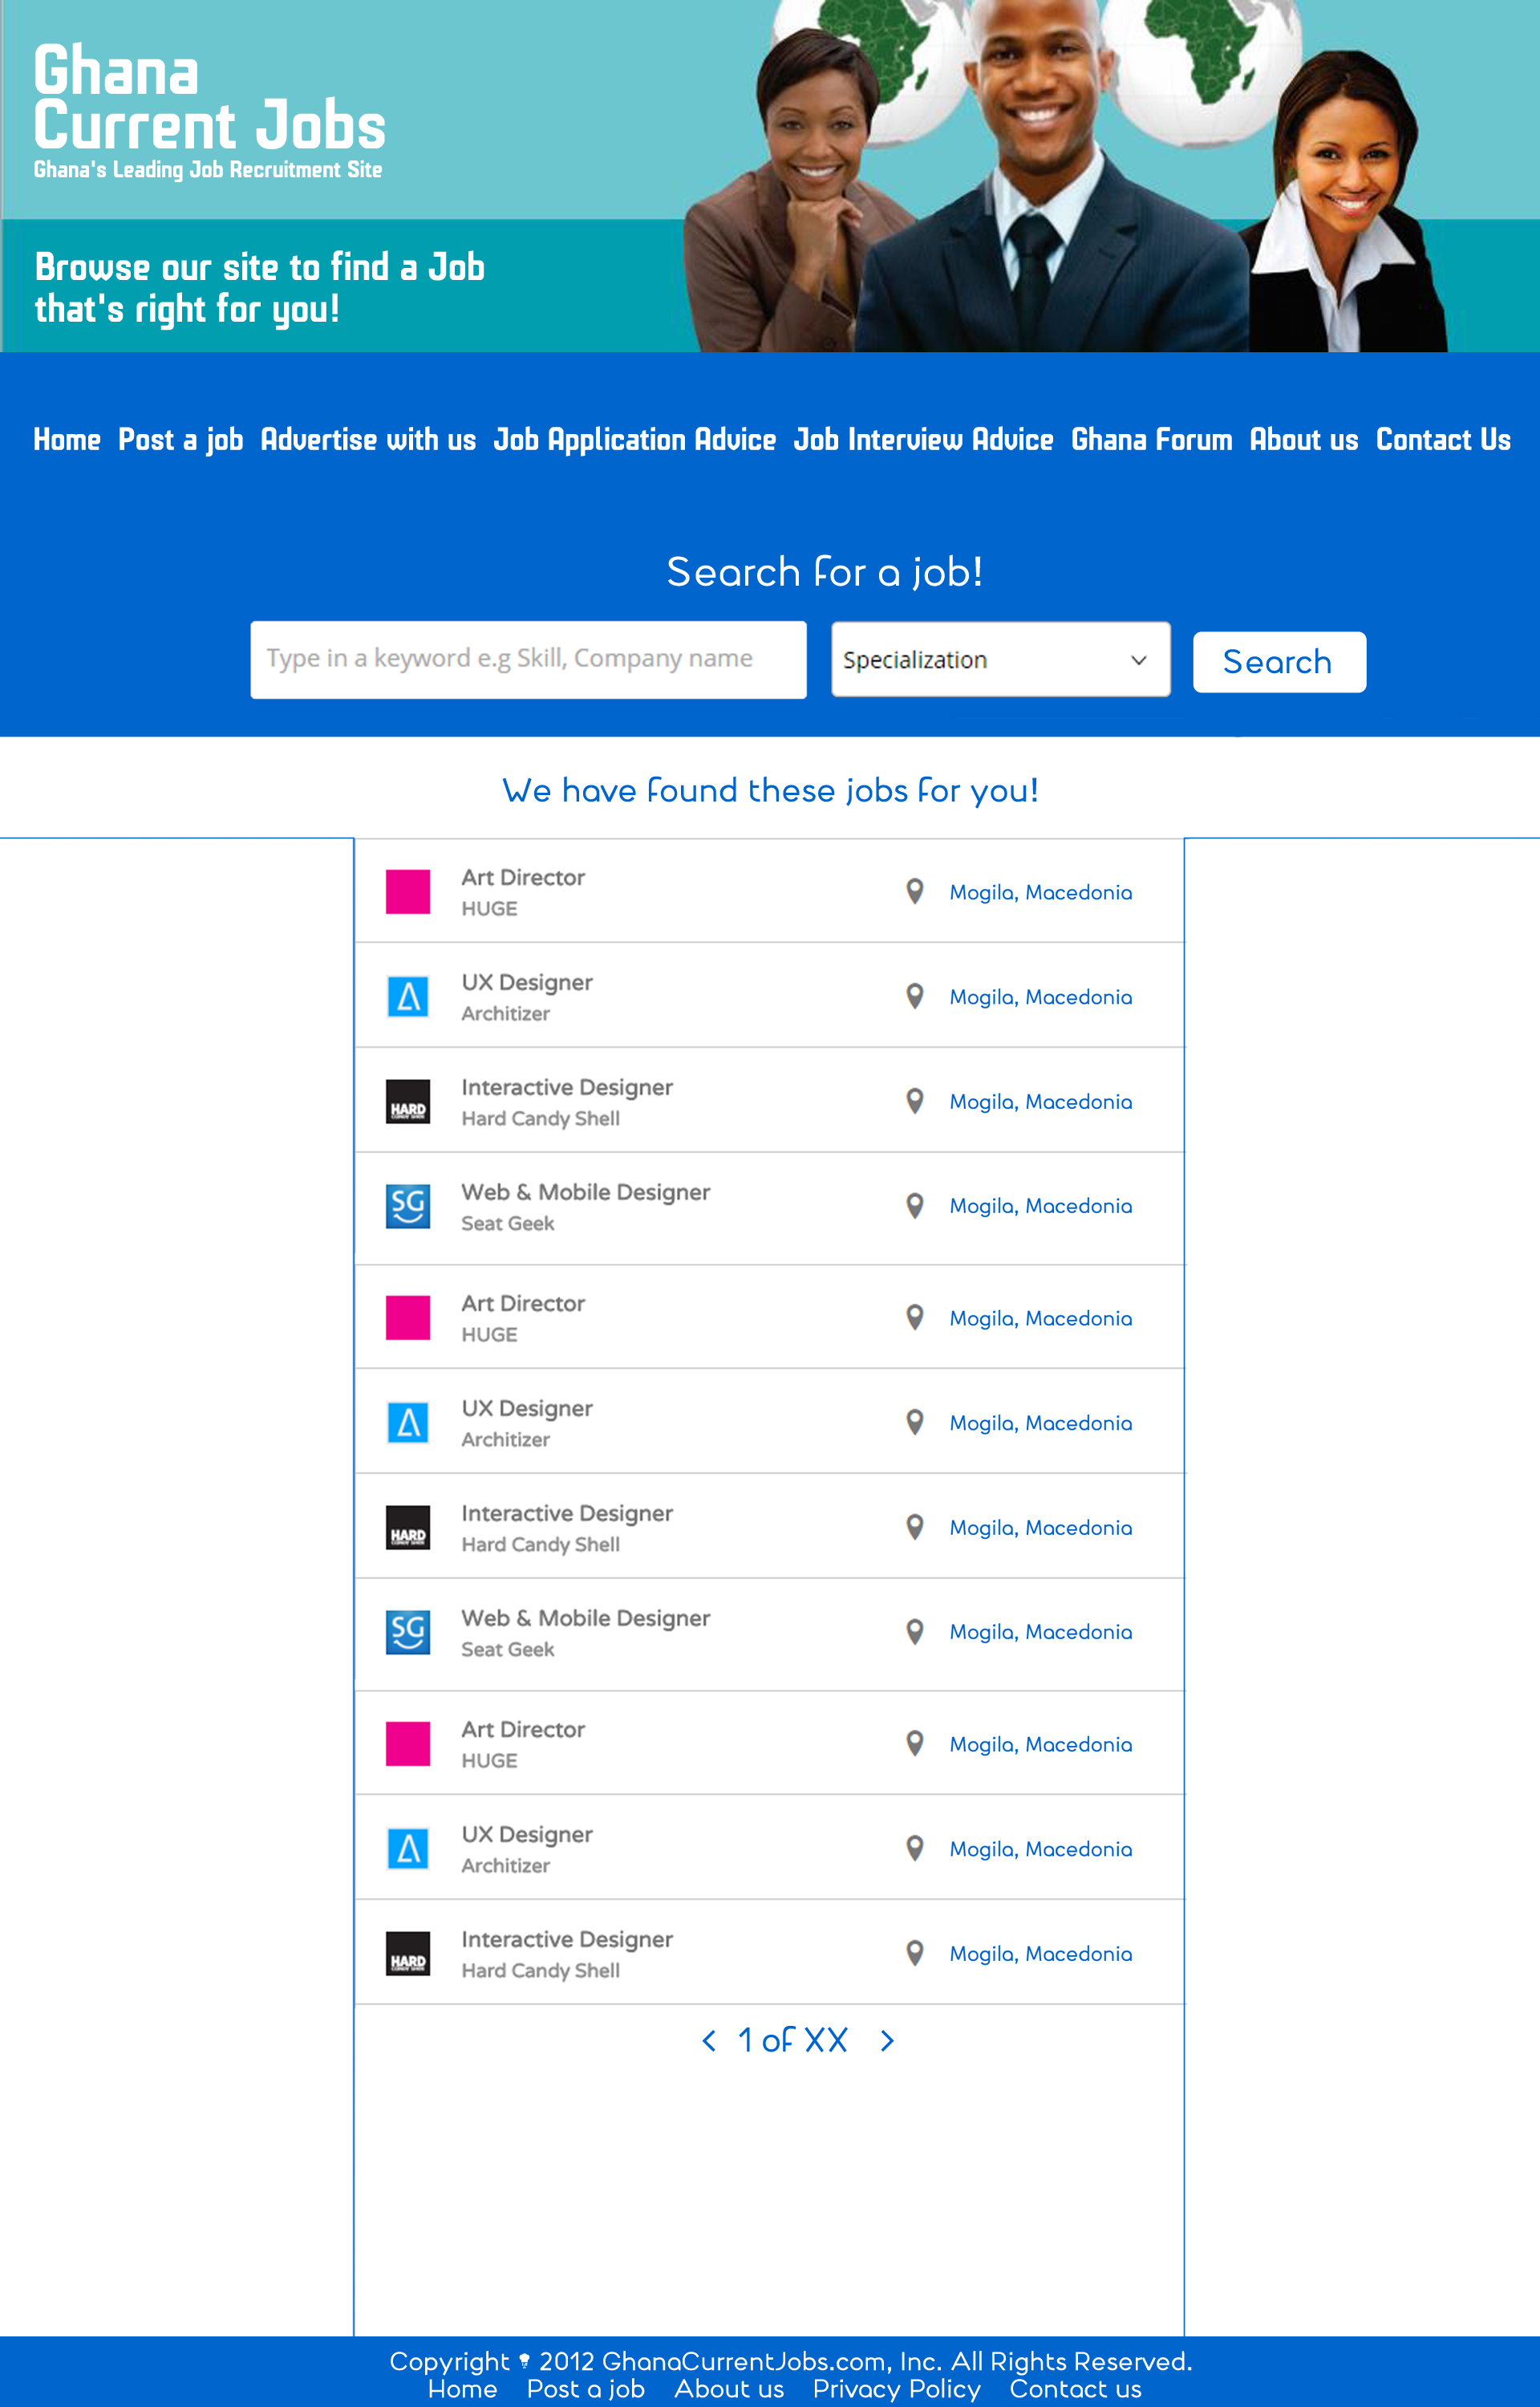 Ghana
Current Jobs
Ghana's Leading Job Recruitment Site
Browse our site to find a Job
that's right for you!
Home Post a job Advertise with us Job Application Advice Job Interview Advice Ghana Forum About us Contact Us
Search for a job!
Type in a keyword e.g Skill, Company name
Specialization
Search
We have found these jobs for you!
Art Director
HUGE
Mogila, Macedonia
UX Designer
Architizer
Mogila, Macedonia
HARD
Interactive Designer
Hard Candy Shell
Mogila, Macedonia
SG
Web & Mobile Designer
Seat Geek
Mogila, Macedonia
Art Director
HUGE
Mogila, Macedonia
UX Designer
Architizer
Mogila, Macedonia
HARD
Interactive Designer
Hard Candy Shell
Mogila, Macedonia
SG
Web & Mobile Designer
Seat Geek
Mogila, Macedonia
Art Director
HUGE
Mogila, Macedonia
UX Designer
Architizer
Mogila, Macedonia
HARD
Interactive Designer
Hard Candy Shell
Mogila, Macedonia
< 1 of XX >
Copyright 2012 GhanaCurrentJobs.com, Inc. All Rights Reserved.
Home Post a job About us Privacy Policy Contact us